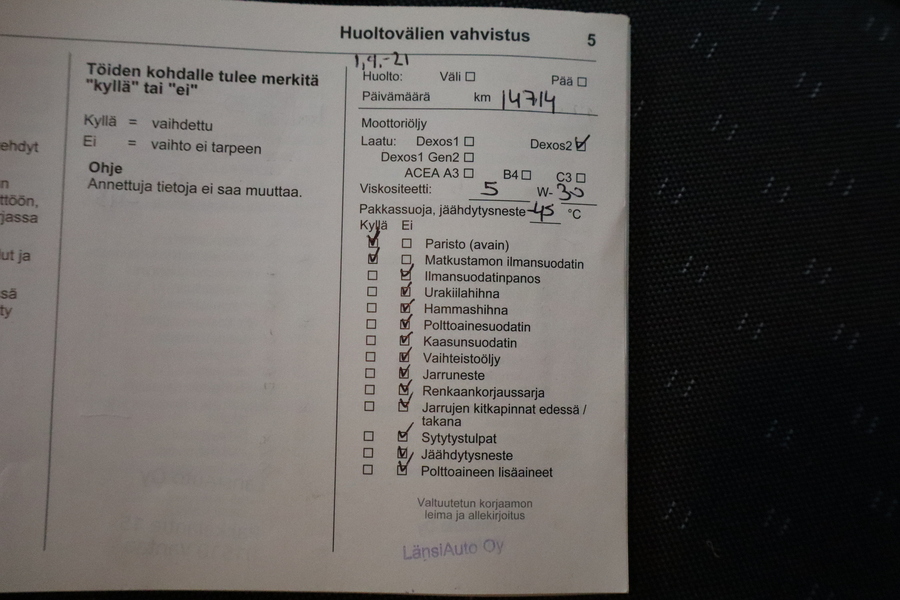 Huoltovälien vahvistus 5
ehdyt
n
ttöön,
jassa
ut ja
sä
ty
Töiden kohdalle tulee merkitä
"kyllä" tai "ei"
Kyllä = vaihdettu
Ei = vaihto ei tarpeen
Ohje
Annettuja tietoja ei saa muuttaa.
1,9.-21
Huolto: Väli Pää
Päivämäärä km 14714
Moottoriöljy
Laatu: Dexos1 Dexos2
Dexos1 Gen2
ACEA A3 B4 C3
Viskositeetti: 5 W- 30
Pakkassuoja, jäähdytysneste -45 °C
Kyllä Ei
Paristo (avain)
Matkustamon ilmansuodatin
Ilmansuodatinpanos
Urakiilahihna
Hammashihna
Polttoainesuodatin
Kaasunsuodatin
Vaihteistoöljy
Jarruneste
Renkaankorjaussarja
Jarrujen kitkapinnat edessä /
takana
Sytytystulpat
Jäähdytysneste
Polttoaineen lisäaineet
Valtuutetun korjaamon
leima ja allekirjoitus
LänsiAuto Oy